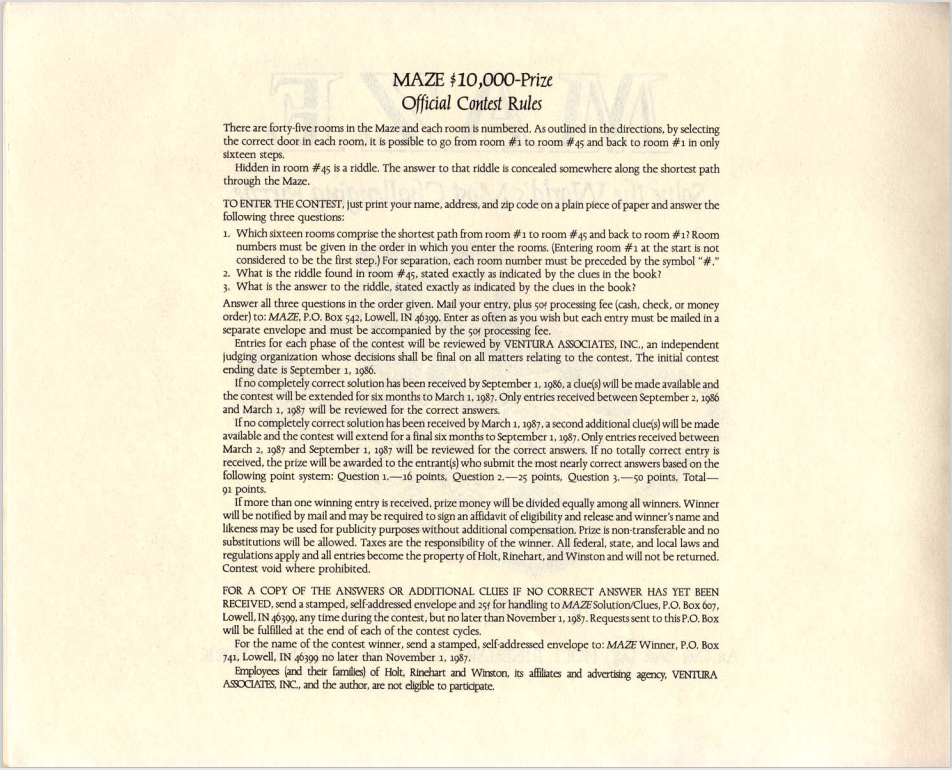 MAZE $10,000-Prize
Official Contest Rules
There are forty-five rooms in the Maze and each room is numbered. As outlined in the directions, by selecting
the correct door in each room, it is possible to go from room #1 to room #45 and back to room #1 in only
sixteen steps.
Hidden in room #45 is a riddle. The answer to that riddle is concealed somewhere along the shortest path
through the Maze.
TO ENTER THE CONTEST, just print your name, address, and zip code on a plain piece of paper and answer the
following three questions:
1. Which sixteen rooms comprise the shortest path from room #1 to room #45 and back to room #1? Room
numbers must be given in the order in which you enter the rooms. (Entering room #1 at the start is not
considered to be the first step.) For separation, each room number must be preceded by the symbol "#."
2. What is the riddle found in room #45, stated exactly as indicated by the clues in the book?
3. What is the answer to the riddle, stated exactly as indicated by the clues in the book?
Answer all three questions in the order given. Mail your entry, plus 50¢ processing fee (cash, check, or money
order) to: MAZE, P.O. Box 542, Lowell, IN 46399. Enter as often as you wish but each entry must be mailed in a
separate envelope and must be accompanied by the 50¢ processing fee.
Entries for each phase of the contest will be reviewed by VENTURA ASSOCIATES, INC., an independent
judging organization whose decisions shall be final on all matters relating to the contest. The initial contest
ending date is September 1, 1986.
If no completely correct solution has been received by September 1, 1986, a clue(s) will be made available and
the contest will be extended for six months to March 1, 1987. Only entries received between September 2, 1986
and March 1, 1987 will be reviewed for the correct answers.
If no completely correct solution has been received by March 1, 1987, a second additional clue(s) will be made
available and the contest will extend for a final six months to September 1, 1987. Only entries received between
March 2, 1987 and September 1, 1987 will be reviewed for the correct answers. If no totally correct entry is
received, the prize will be awarded to the entrant(s) who submit the most nearly correct answers based on the
following point system: Question 1.—16 points, Question 2.—25 points, Question 3.—50 points, Total—
91 points.
If more than one winning entry is received, prize money will be divided equally among all winners. Winner
will be notified by mail and may be required to sign an affidavit of eligibility and release and winner's name and
likeness may be used for publicity purposes without additional compensation. Prize is non-transferable and no
substitutions will be allowed. Taxes are the responsibility of the winner. All federal, state, and local laws and
regulations apply and all entries become the property of Holt, Rinehart, and Winston and will not be returned.
Contest void where prohibited.
FOR A COPY OF THE ANSWERS OR ADDITIONAL CLUES IF NO CORRECT ANSWER HAS YET BEEN
RECEIVED, send a stamped, self-addressed envelope and 25¢ for handling to MAZE Solution/Clues, P.O. Box 607,
Lowell, IN 46399, any time during the contest, but no later than November 1, 1987. Requests sent to this P.O. Box
will be fulfilled at the end of each of the contest cycles.
For the name of the contest winner, send a stamped, self-addressed envelope to: MAZE Winner, P.O. Box
741, Lowell, IN 46399 no later than November 1, 1987.
Employees (and their families) of Holt, Rinehart and Winston, its affiliates and advertising agency, VENTURA
ASSOCIATES, INC., and the author, are not eligible to participate.